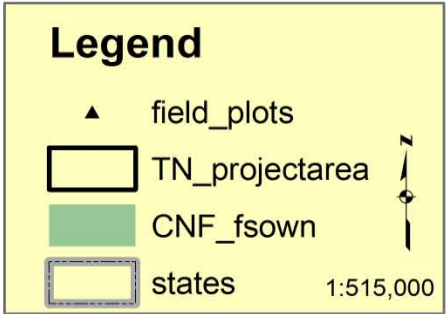 Legend
field_plots
TN_projectarea
N
CNF_fsown
states
1:515,000